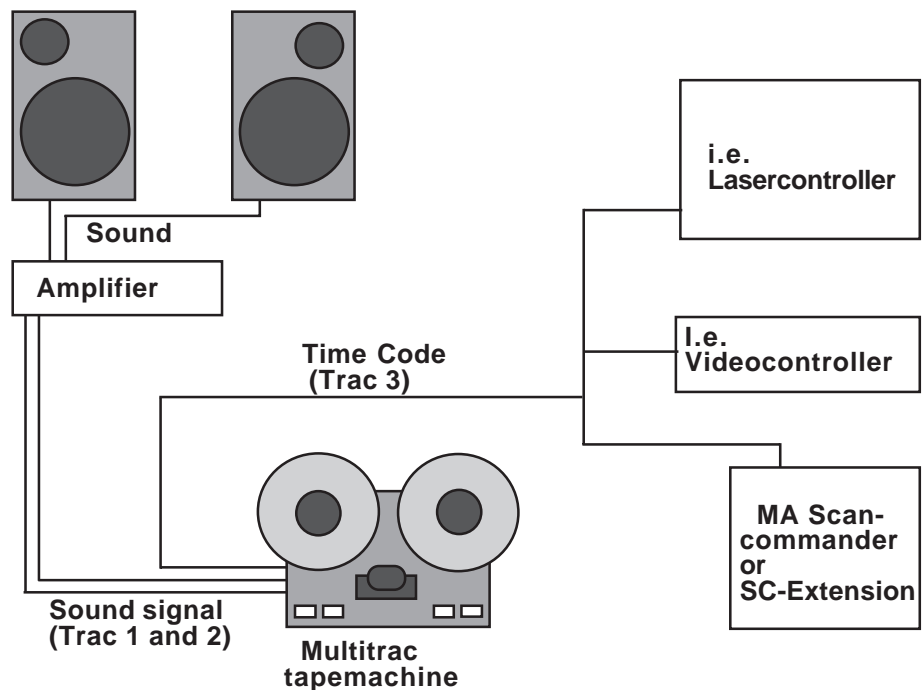 i.e.
Lasercontroller
Sound
Amplifier
I.e.
Videocontroller
Time Code
(Trac 3)
MA Scan-
commander
or
SC-Extension
Sound signal
(Trac 1 and 2)
Multitrac
tapemachine